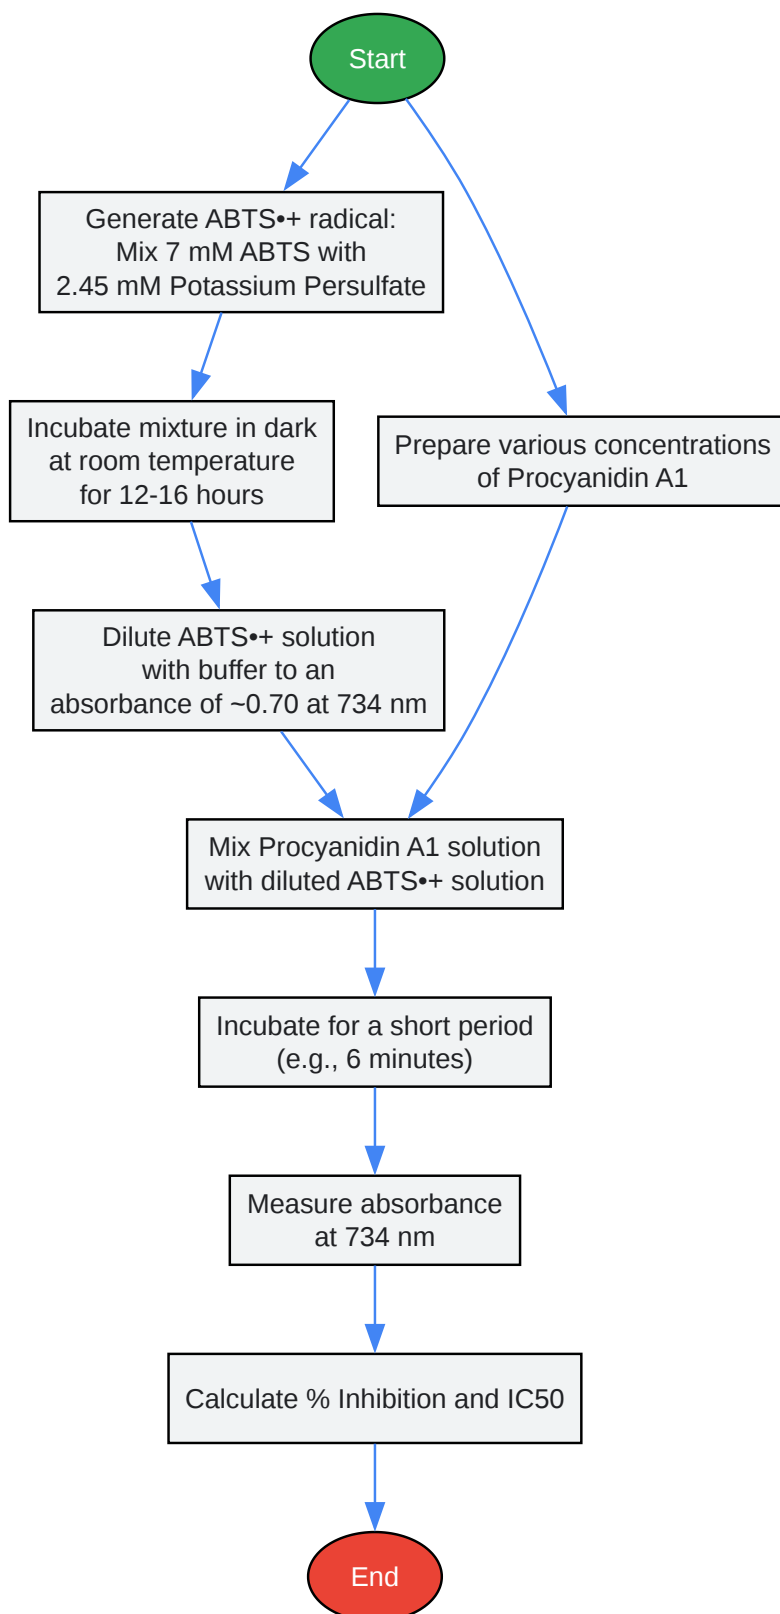 Start
Generate ABTS•+ radical:
Mix 7 mM ABTS with
2.45 mM Potassium Persulfate
Incubate mixture in dark
at room temperature
for 12-16 hours
Prepare various concentrations
of Procyanidin A1
Dilute ABTS•+ solution
with buffer to an
absorbance of ~0.70 at 734 nm
Mix Procyanidin A1 solution
with diluted ABTS•+ solution
Incubate for a short period
(e.g., 6 minutes)
Measure absorbance
at 734 nm
Calculate % Inhibition and IC50
End